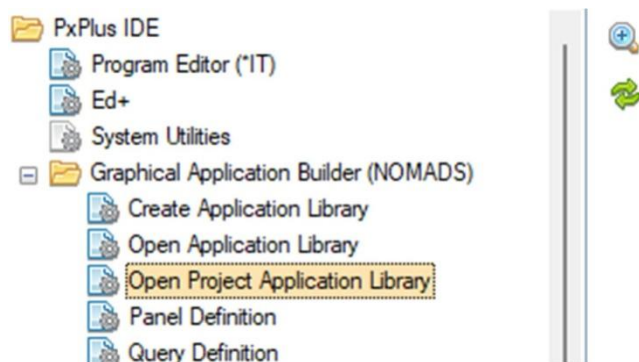 PxPlus IDE
Program Editor (*IT)
Ed+
System Utilities
Graphical Application Builder (NOMADS)
Create Application Library
Open Application Library
Open Project Application Library
Panel Definition
Query Definition